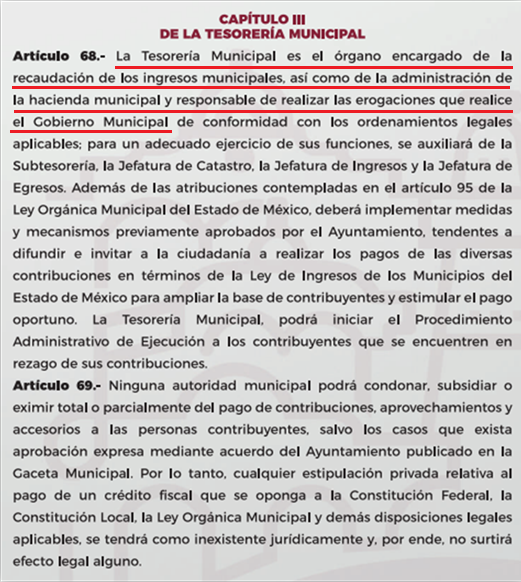 CAPÍTULO III
DE LA TESORERÍA MUNICIPAL
Artículo 68.- La Tesorería Municipal es el órgano encargado de la
recaudación de los ingresos municipales, así como de la administración de
la hacienda municipal y responsable de realizar las erogaciones que realice
el Gobierno Municipal de conformidad con los ordenamientos legales
aplicables; para un adecuado ejercicio de sus funciones, se auxiliará de la
Subtesorería, la Jefatura de Catastro, la Jefatura de Ingresos y la Jefatura de
Egresos. Además de las atribuciones contempladas en el artículo 95 de la
Ley Orgánica Municipal del Estado de México, deberá implementar medidas
y mecanismos previamente aprobados por el Ayuntamiento, tendentes a
difundir e invitar a la ciudadanía a realizar los pagos de las diversas
contribuciones en términos de la Ley de Ingresos de los Municipios del
Estado de México para ampliar la base de contribuyentes y estimular el pago
oportuno. La Tesorería Municipal, podrá iniciar el Procedimiento
Administrativo de Ejecución a los contribuyentes que se encuentren en
rezago de sus contribuciones.
Artículo 69.- Ninguna autoridad municipal podrá condonar, subsidiar o
eximir total o parcialmente del pago de contribuciones, aprovechamientos y
accesorios a las personas contribuyentes, salvo los casos que exista
aprobación expresa mediante acuerdo del Ayuntamiento publicado en la
Gaceta Municipal. Por lo tanto, cualquier estipulación privada relativa al
pago de un crédito fiscal que se oponga a la Constitución Federal, la
Constitución Local, la Ley Orgánica Municipal y demás disposiciones legales
aplicables, se tendrá como inexistente jurídicamente y, por ende, no surtirá
efecto legal alguno.